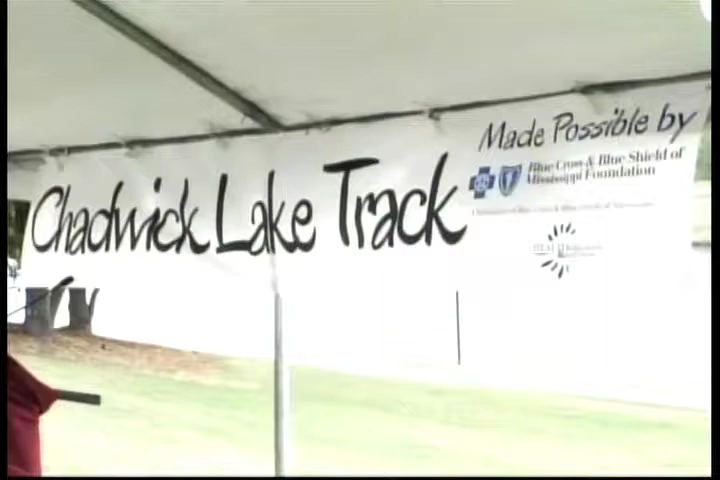 Chadwick Lake Track
Made Possible by
Blue Cross & Blue Shield of
Mississippi Foundation